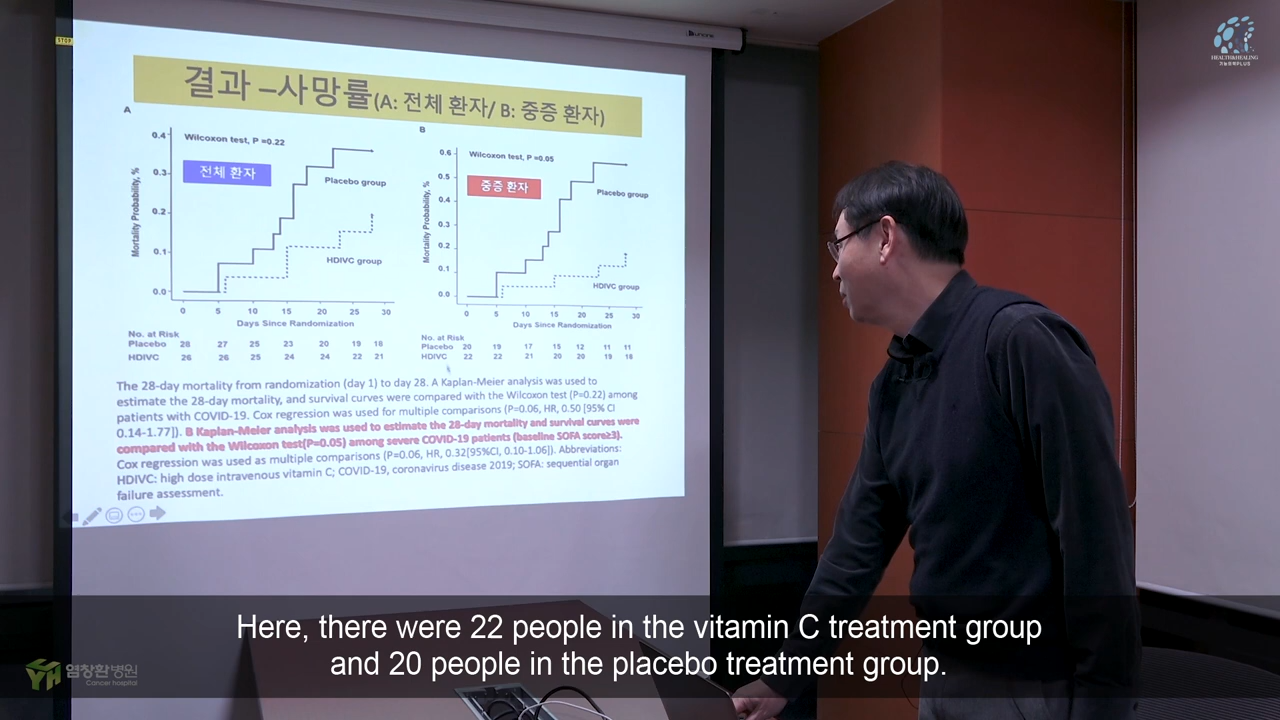 STOP
HEALTH&HEALING
기능의학PLUS
결과 –사망률(A: 전체 환자/ B: 중증 환자)
A
Wilcoxon test, P =0.22
전체 환자
Placebo group
HDIVC group
Mortality Probability, %
0.4
0.3
0.2
0.1
0.0
0 5 10 15 20 25 30
Days Since Randomization
No. at Risk
Placebo 28 27 25 23 20 19 18
HDIVC 26 26 25 24 24 22 21
B
Wilcoxon test, P =0.05
중증 환자
Placebo group
HDIVC group
Mortality Probability, %
0.6
0.5
0.4
0.3
0.2
0.1
0.0
0 5 10 15 20 25 30
Days Since Randomization
No. at Risk
Placebo 20 19 17 15 12 11 11
HDIVC 22 22 21 20 20 19 18
The 28-day mortality from randomization (day 1) to day 28. A Kaplan-Meier analysis was used to
estimate the 28-day mortality, and survival curves were compared with the Wilcoxon test (P=0.22) among
patients with COVID-19. Cox regression was used for multiple comparisons (P=0.06, HR, 0.50 [95% CI
0.14-1.77]). B Kaplan-Meier analysis was used to estimate the 28-day mortality and survival curves were
compared with the Wilcoxon test(P=0.05) among severe COVID-19 patients (baseline SOFA score≥3).
Cox regression was used as multiple comparisons (P=0.06, HR, 0.32[95%CI, 0.10-1.06]). Abbreviations:
HDIVC: high dose intravenous vitamin C; COVID-19, coronavirus disease 2019; SOFA: sequential organ
failure assessment.
Here, there were 22 people in the vitamin C treatment group
and 20 people in the placebo treatment group.
염창환병원
Cancer hospital